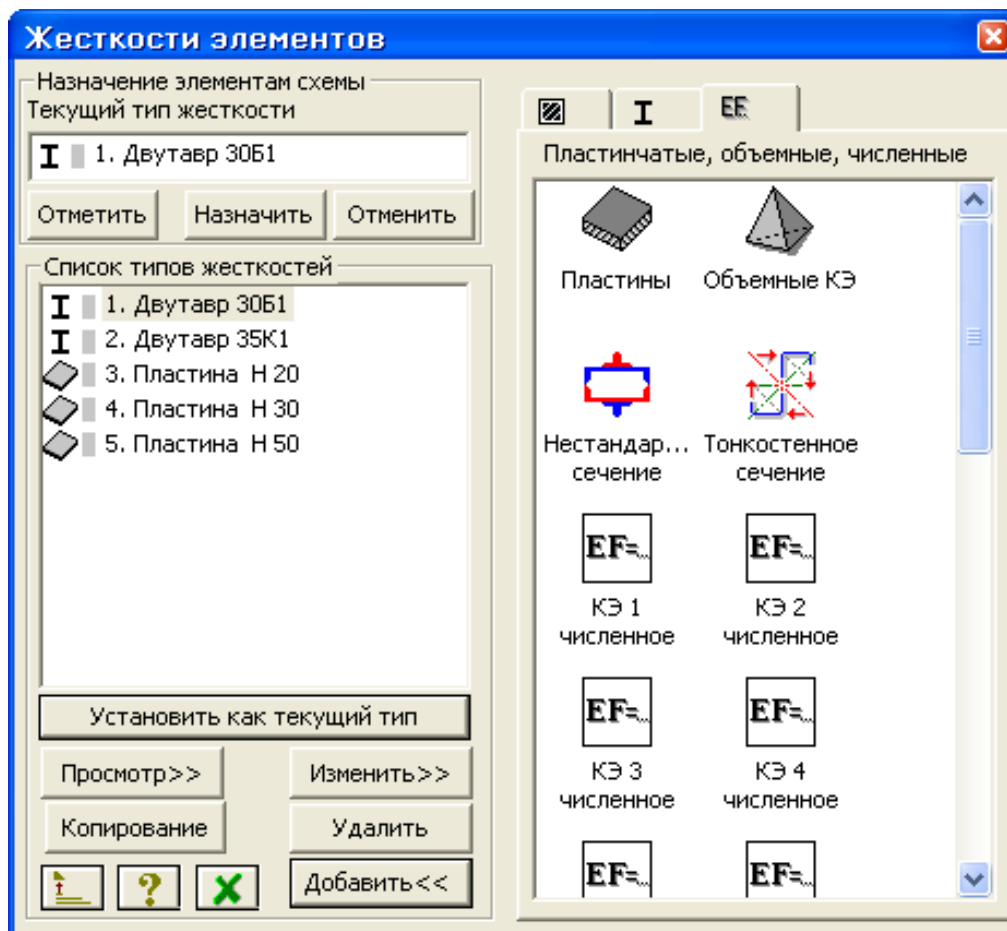 Жесткости элементов
Назначение элементам схемы
Текущий тип жесткости
1. Двутавр 30Б1
Отметить
Назначить
Отменить
Список типов жесткостей
1. Двутавр 30Б1
2. Двутавр 35К1
3. Пластина H 20
4. Пластина H 30
5. Пластина H 50
Установить как текущий тип
Просмотр>>
Изменить>>
Копирование
Удалить
Добавить<<
EF
Пластинчатые, объемные, численные
Пластины
Объемные КЭ
Нестандар...
сечение
Тонкостенное
сечение
EF=...
КЭ 1
численное
EF=...
КЭ 2
численное
EF=...
КЭ 3
численное
EF=...
КЭ 4
численное
EF=...
EF=...